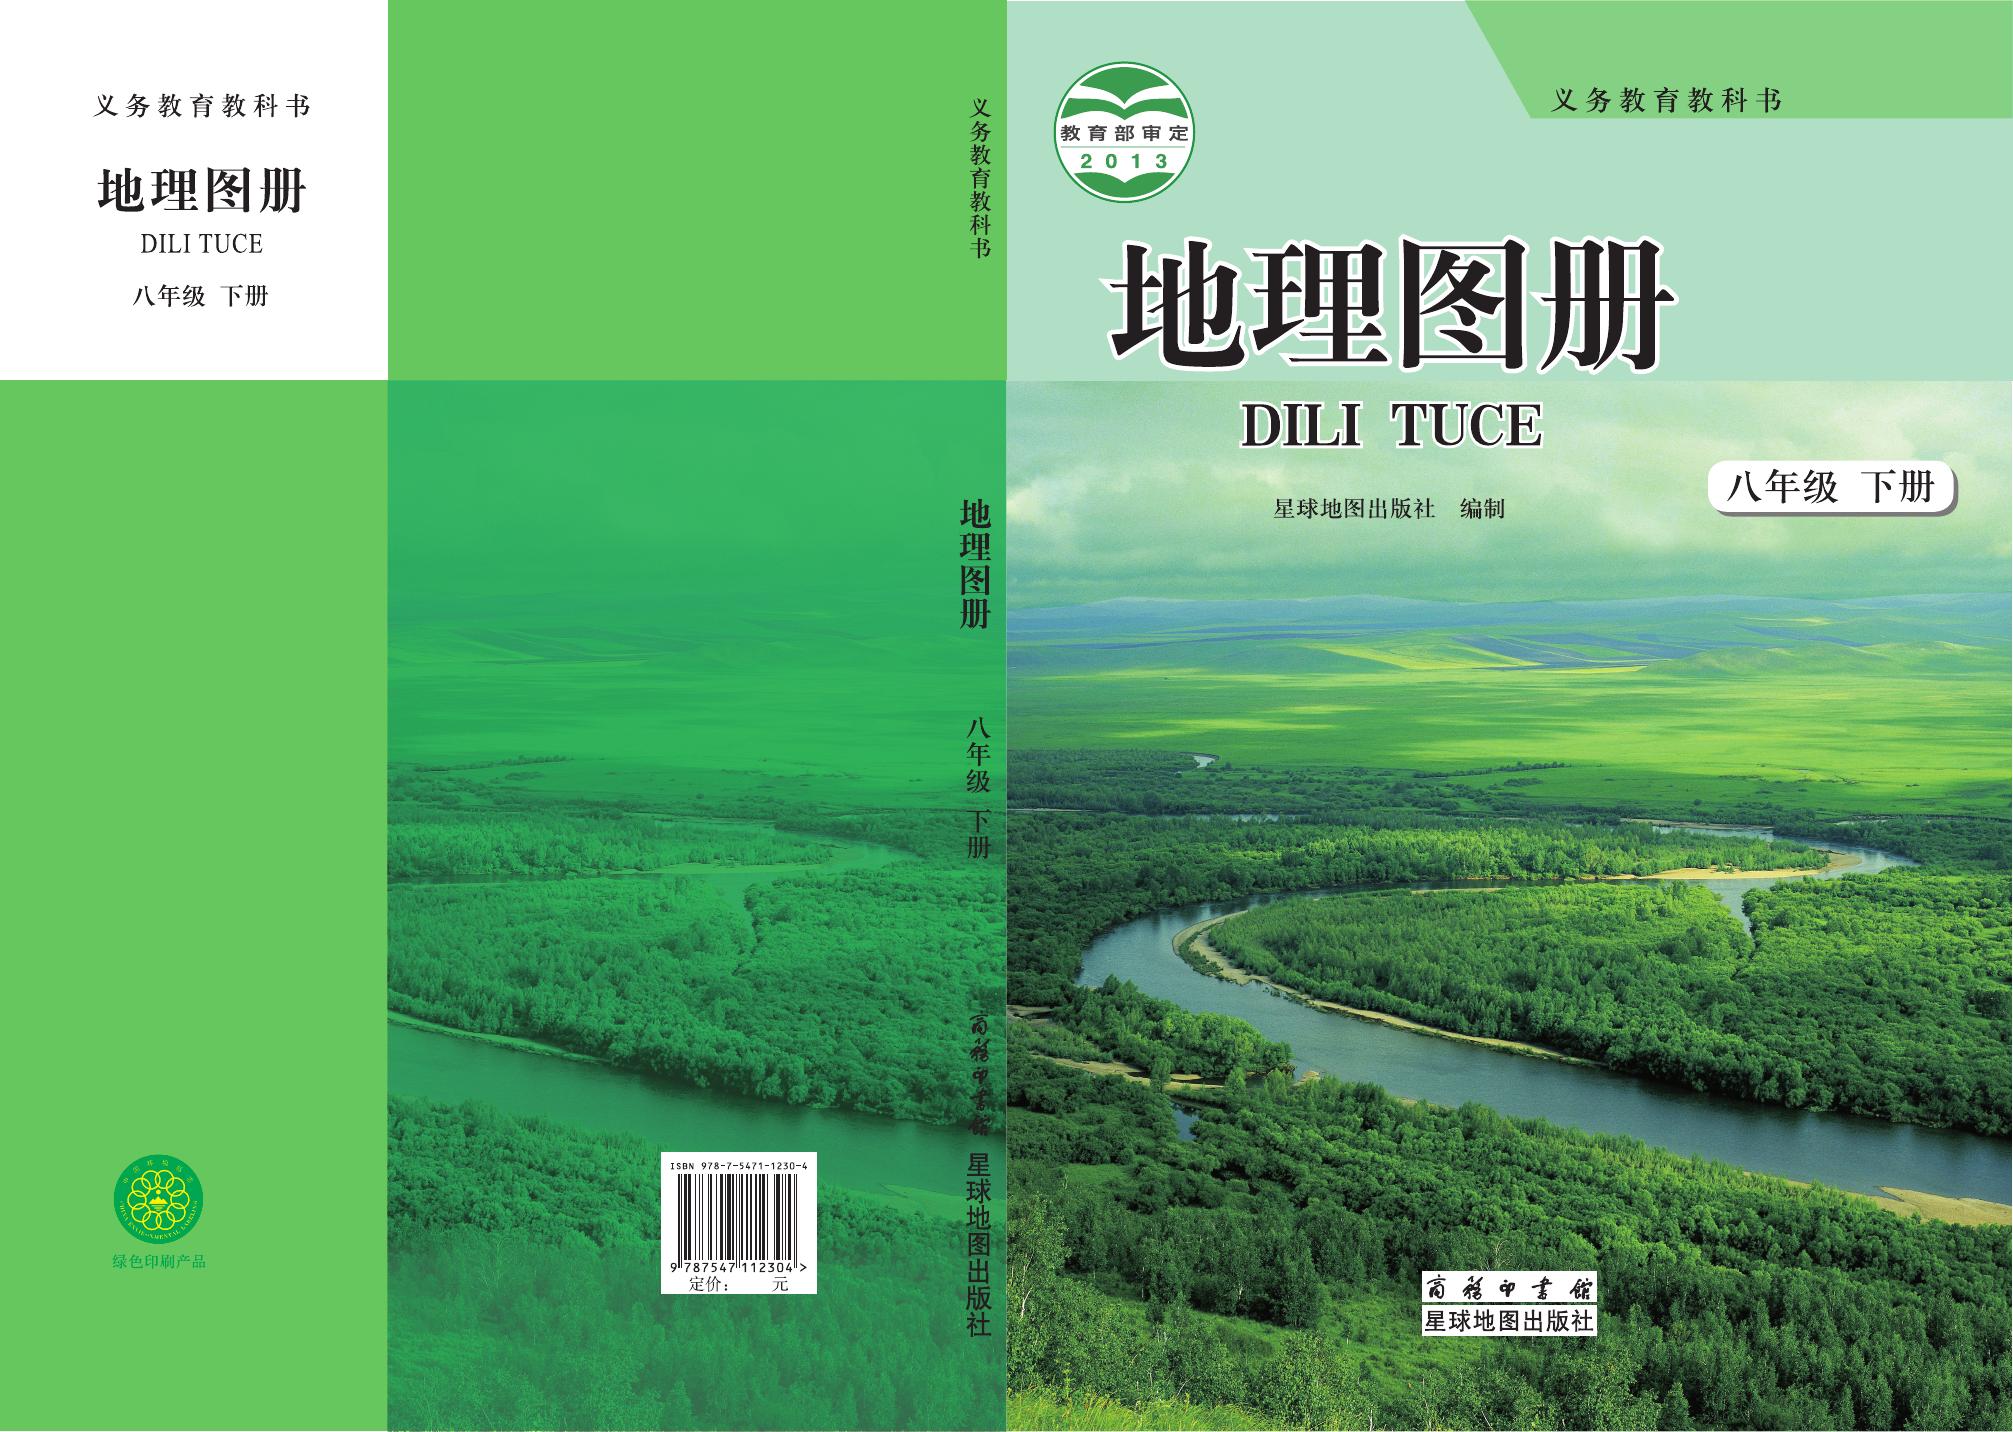 义务教育教科书
地理图册
DILI TUCE
八年级 下册
绿色印刷产品
ISBN 978-7-5471-1230-4
9 787547 112304 >
定价： 元
义务教育教科书
地理图册
八年级 下册
商务印书馆
星球地图出版社
义务教育教科书
教育部审定
2013
地理图册
DILI TUCE
八年级 下册
星球地图出版社 编制
商务印书馆
星球地图出版社